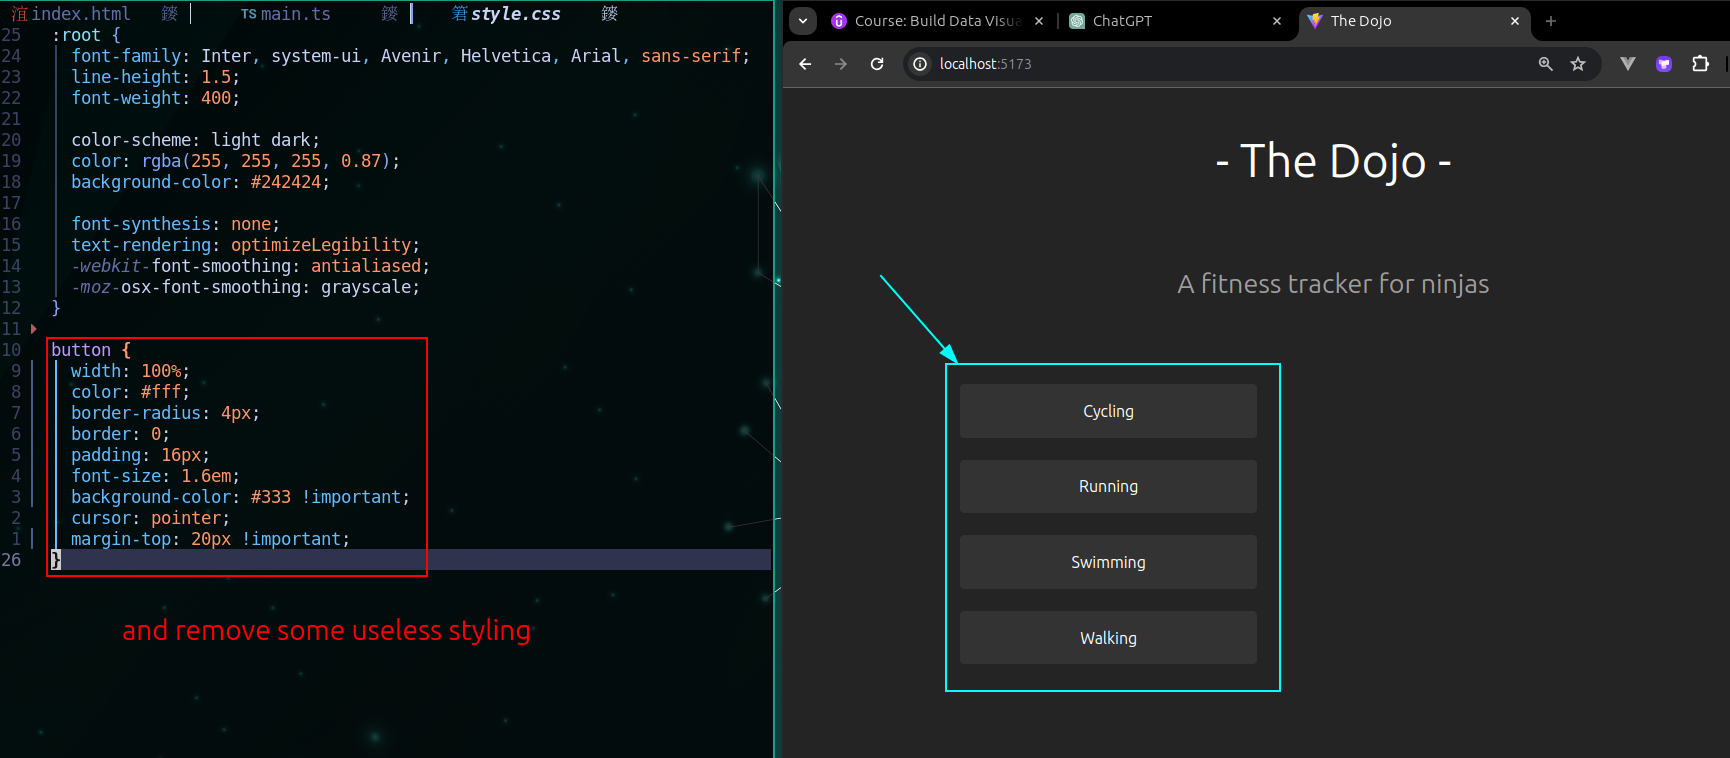 index.html
TS main.ts
style.css
25 :root {
24 font-family: Inter, system-ui, Avenir, Helvetica, Arial, sans-serif;
23 line-height: 1.5;
22 font-weight: 400;
21
20 color-scheme: light dark;
19 color: rgba(255, 255, 255, 0.87);
18 background-color: #242424;
17
16 font-synthesis: none;
15 text-rendering: optimizeLegibility;
14 -webkit-font-smoothing: antialiased;
13 -moz-osx-font-smoothing: grayscale;
12 }
11
10 button {
9 width: 100%;
8 color: #fff;
7 border-radius: 4px;
6 border: 0;
5 padding: 16px;
4 font-size: 1.6em;
3 background-color: #333 !important;
2 cursor: pointer;
1 margin-top: 20px !important;
26 }
and remove some useless styling
Course: Build Data Visua
ChatGPT
The Dojo
localhost:5173
- The Dojo -
A fitness tracker for ninjas
Cycling
Running
Swimming
Walking